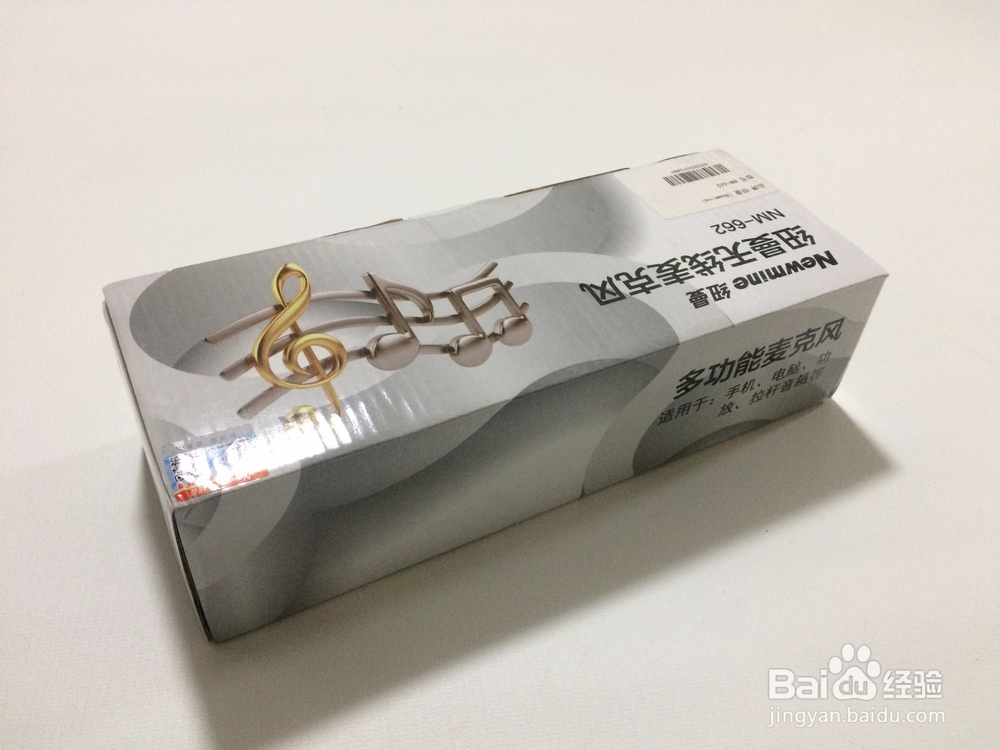 Newmine 纽曼
纽曼无线麦克风
NM-662
多功能麦克风
适用于：手机、电脑、功
放、拉杆音箱等
Bai du 经验
jingyan.baidu.com